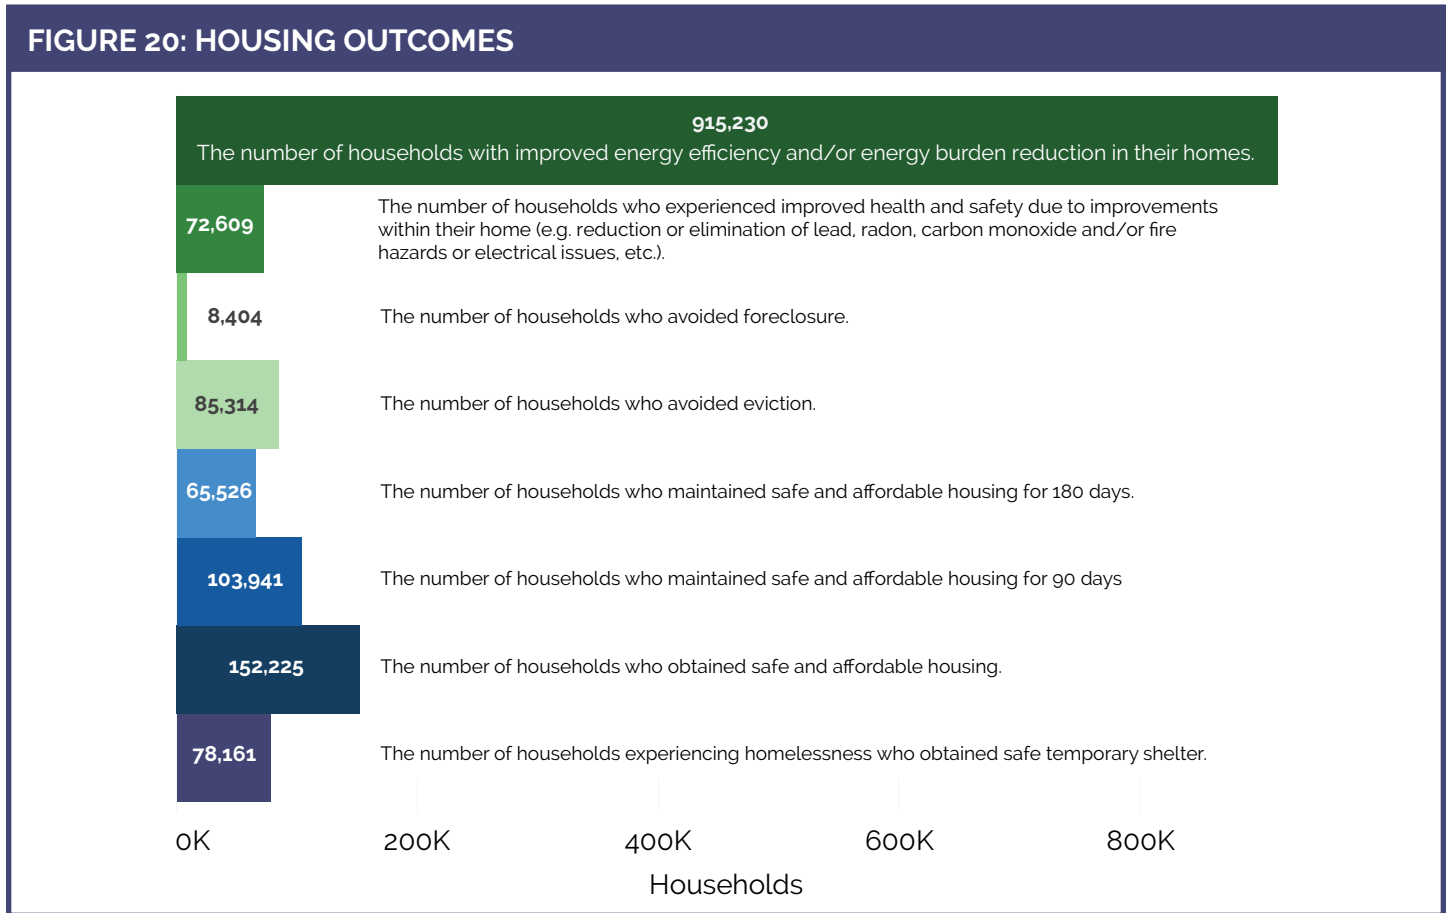 FIGURE 20: HOUSING OUTCOMES
915,230
The number of households with improved energy efficiency and/or energy burden reduction in their homes.
72,609
The number of households who experienced improved health and safety due to improvements
within their home (e.g. reduction or elimination of lead, radon, carbon monoxide and/or fire
hazards or electrical issues, etc.).
8,404
The number of households who avoided foreclosure.
85,314
The number of households who avoided eviction.
65,526
The number of households who maintained safe and affordable housing for 180 days.
103,941
The number of households who maintained safe and affordable housing for 90 days
152,225
The number of households who obtained safe and affordable housing.
78,161
The number of households experiencing homelessness who obtained safe temporary shelter.
0K 200K 400K 600K 800K
Households